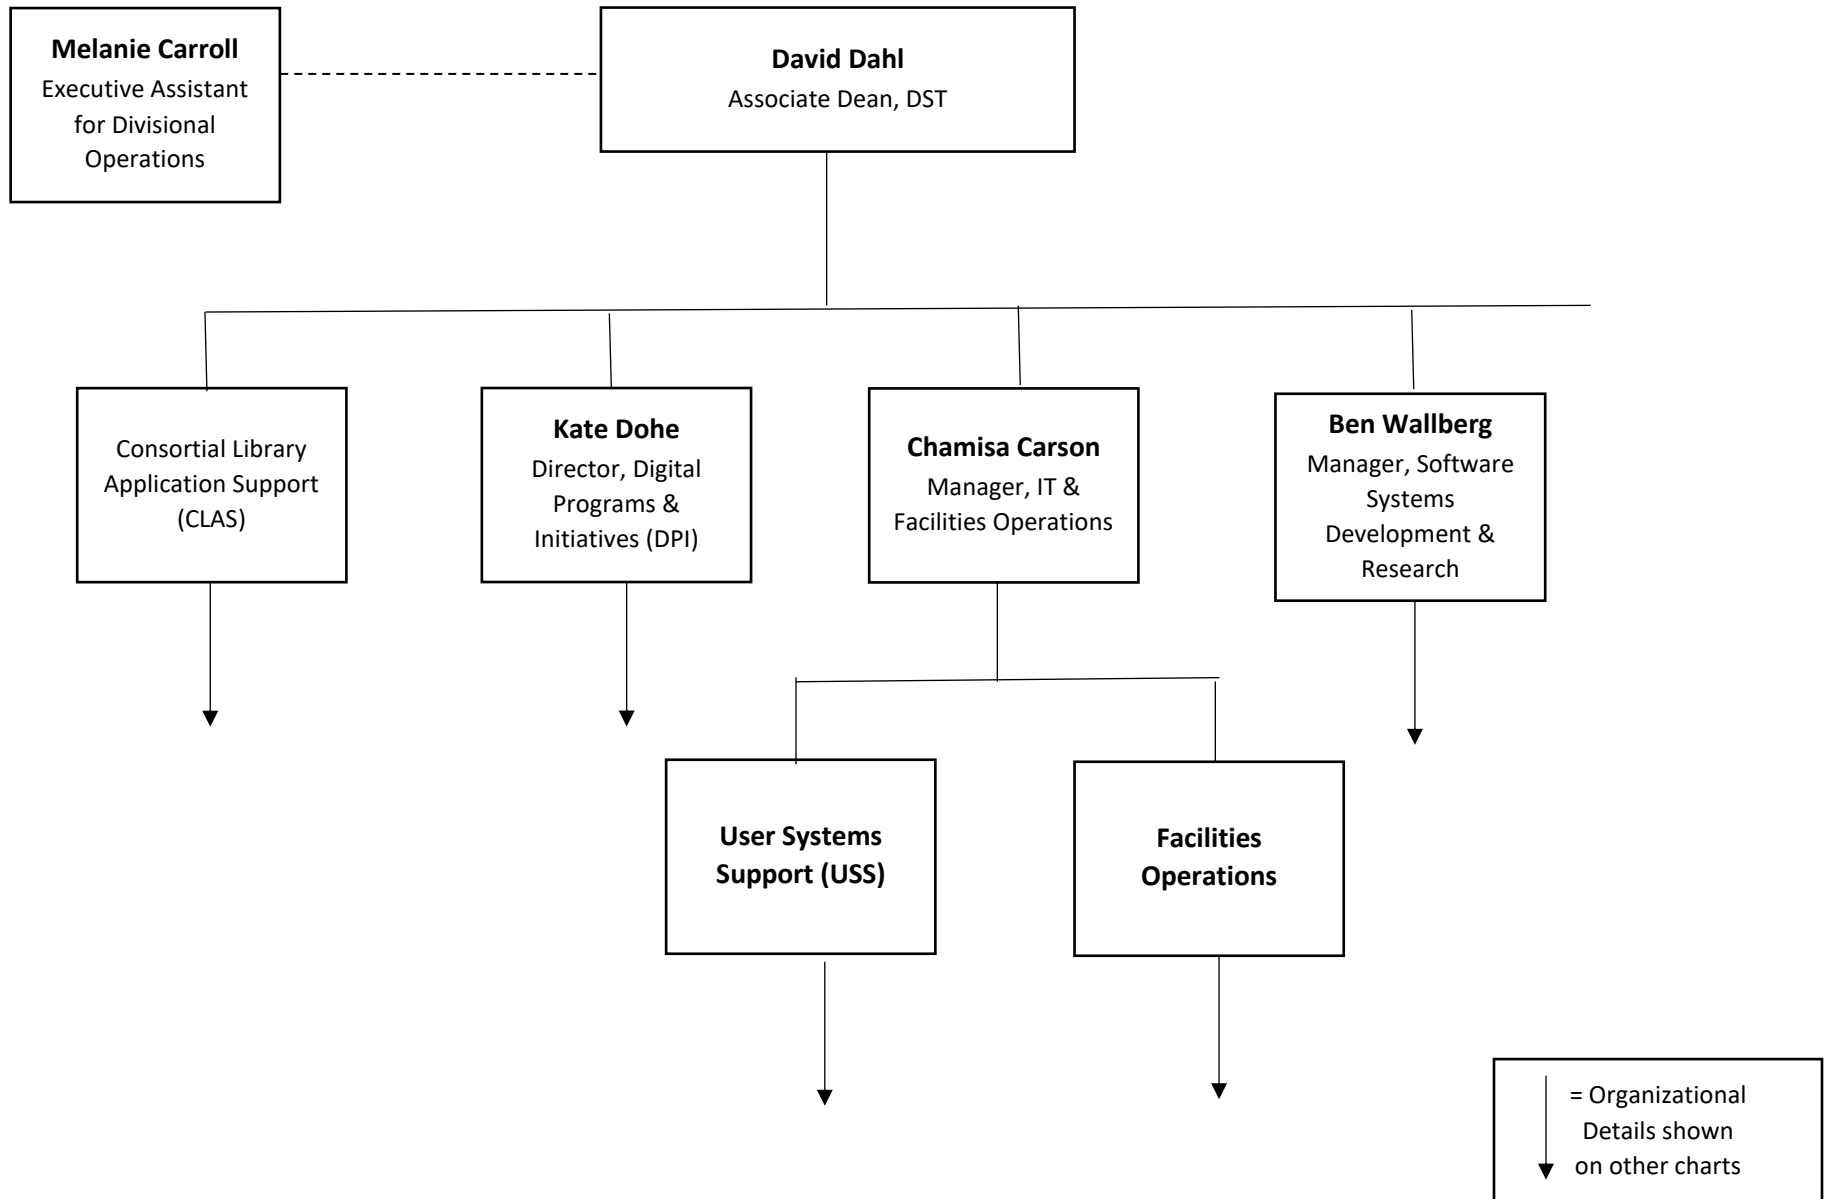 Melanie Carroll
Executive Assistant
for Divisional
Operations
David Dahl
Associate Dean, DST
Consortial Library
Application Support
(CLAS)
Kate Dohe
Director, Digital
Programs &
Initiatives (DPI)
Chamisa Carson
Manager, IT &
Facilities Operations
Ben Wallberg
Manager, Software
Systems
Development &
Research
User Systems
Support (USS)
Facilities
Operations
= Organizational
Details shown
on other charts